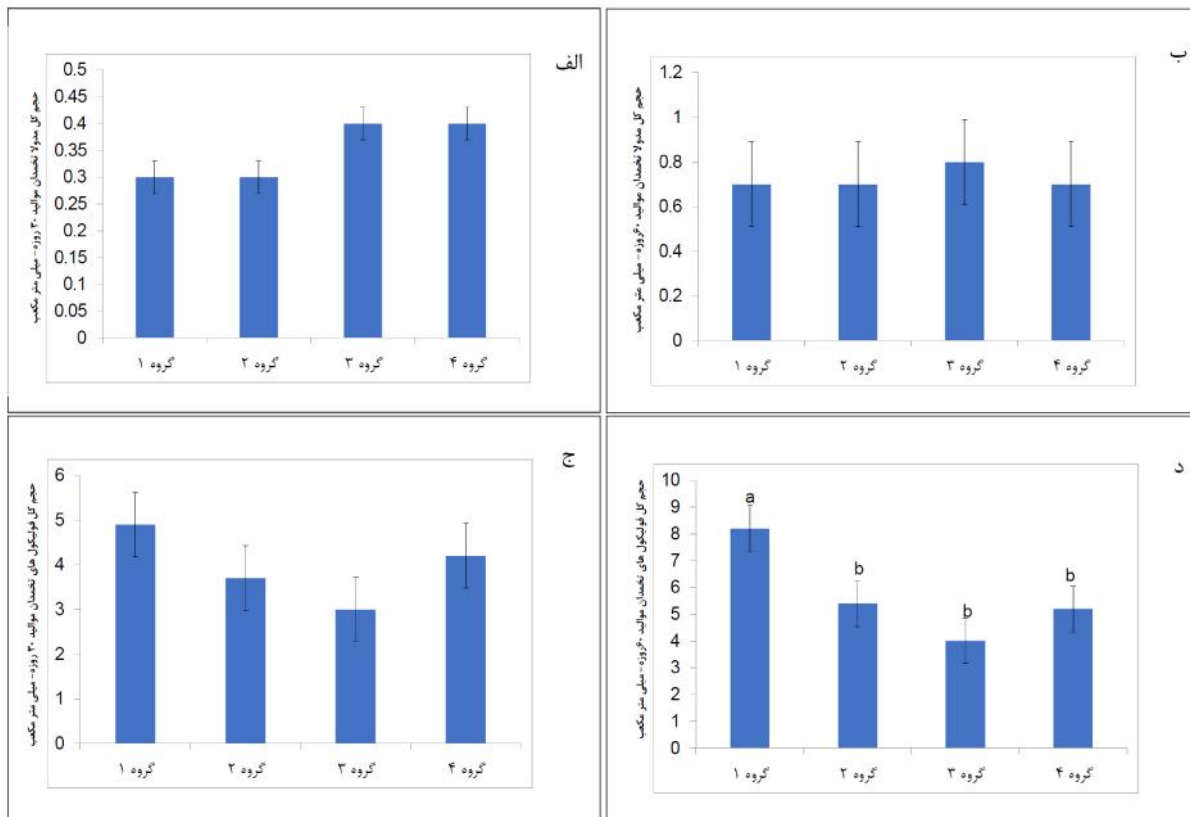 الف
حجم کل مدولا تخمدان موالید ۳۰ روزه - میلی متر مکعب
0.5
0.45
0.4
0.35
0.3
0.25
0.2
0.15
0.1
0.05
0
گروه ۱ گروه ۲ گروه ۳ گروه ۴
ب
حجم کل مدولا تخمدان موالید ۶۰روزه - میلی متر مکعب
1.2
1
0.8
0.6
0.4
0.2
0
گروه ۱ گروه ۲ گروه ۳ گروه ۴
ج
حجم کل فولیکول های تخمدان موالید ۳۰ روزه - میلی متر مکعب
6
5
4
3
2
1
0
گروه ۱ گروه ۲ گروه ۳ گروه ۴
د
حجم کل فولیکول های تخمدان موالید ۶۰روزه - میلی متر مکعب
10
9
8
7
6
5
4
3
2
1
0
a
b
b
b
گروه ۱ گروه ۲ گروه ۳ گروه ۴